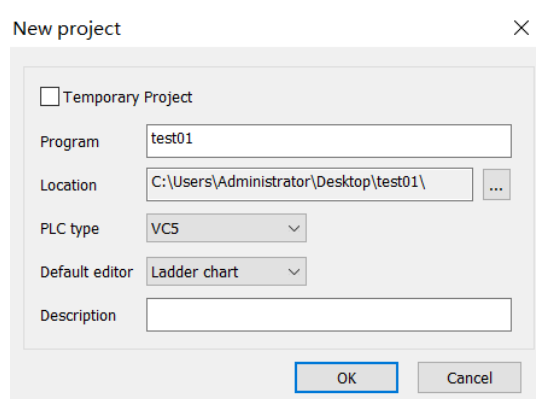 New project
Temporary Project
Program test01
Location C:\Users\Administrator\Desktop\test01\ ...
PLC type VC5
Default editor Ladder chart
Description
OK Cancel